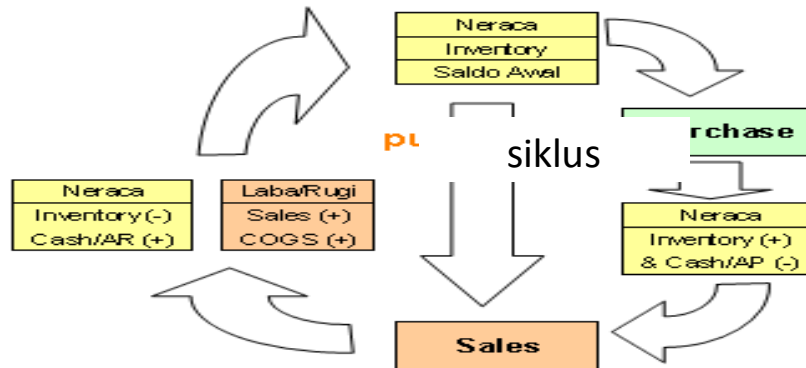 Neraca
Inventory
Saldo Awal
rchase
siklus
Neraca
Inventory (-)
Cash/AR (+)
Laba/Rugi
Sales (+)
COGS (+)
Neraca
Inventory (+)
& Cash/AP (-)
Sales